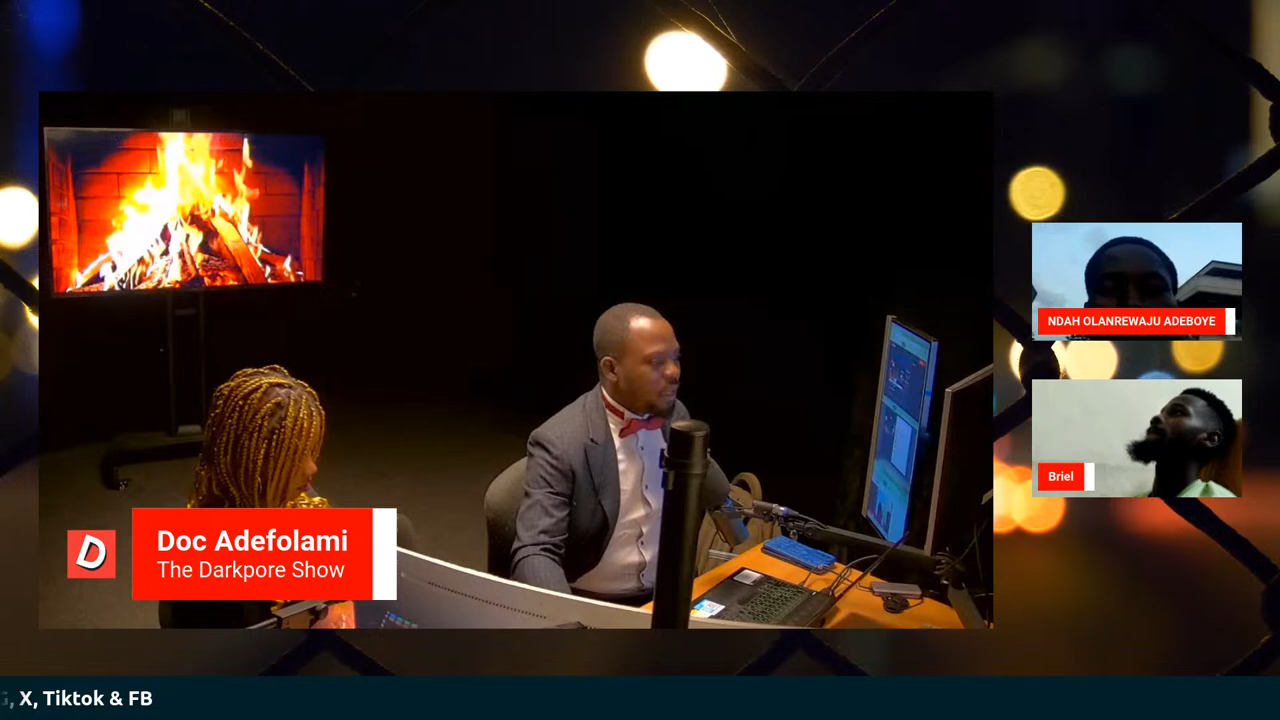 D
Doc Adefolami
The Darkpore Show
NDAH OLANREWAJU ADEBOYE
Briel
, X, Tiktok & FB